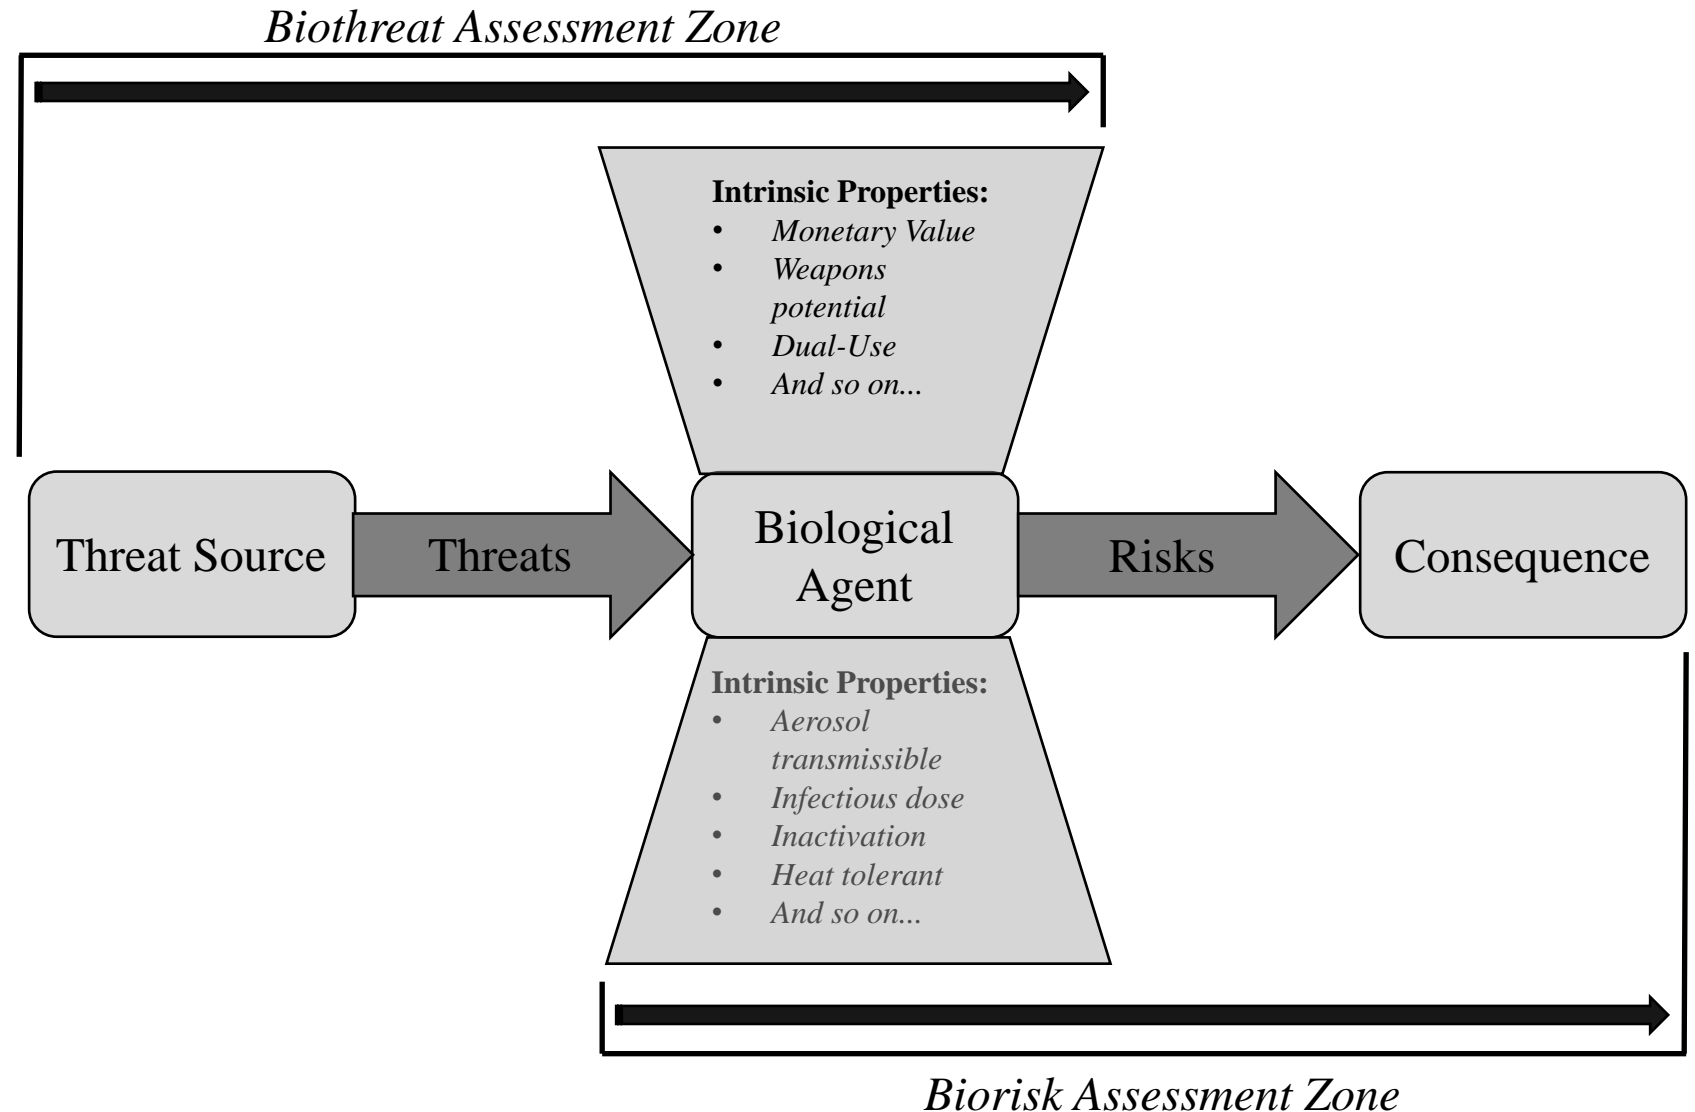 Biothreat Assessment Zone
Intrinsic Properties:
• Monetary Value
• Weapons
potential
• Dual-Use
• And so on...
Threat Source
Threats
Biological
Agent
Risks
Consequence
Intrinsic Properties:
• Aerosol
transmissible
• Infectious dose
• Inactivation
• Heat tolerant
• And so on...
Biorisk Assessment Zone